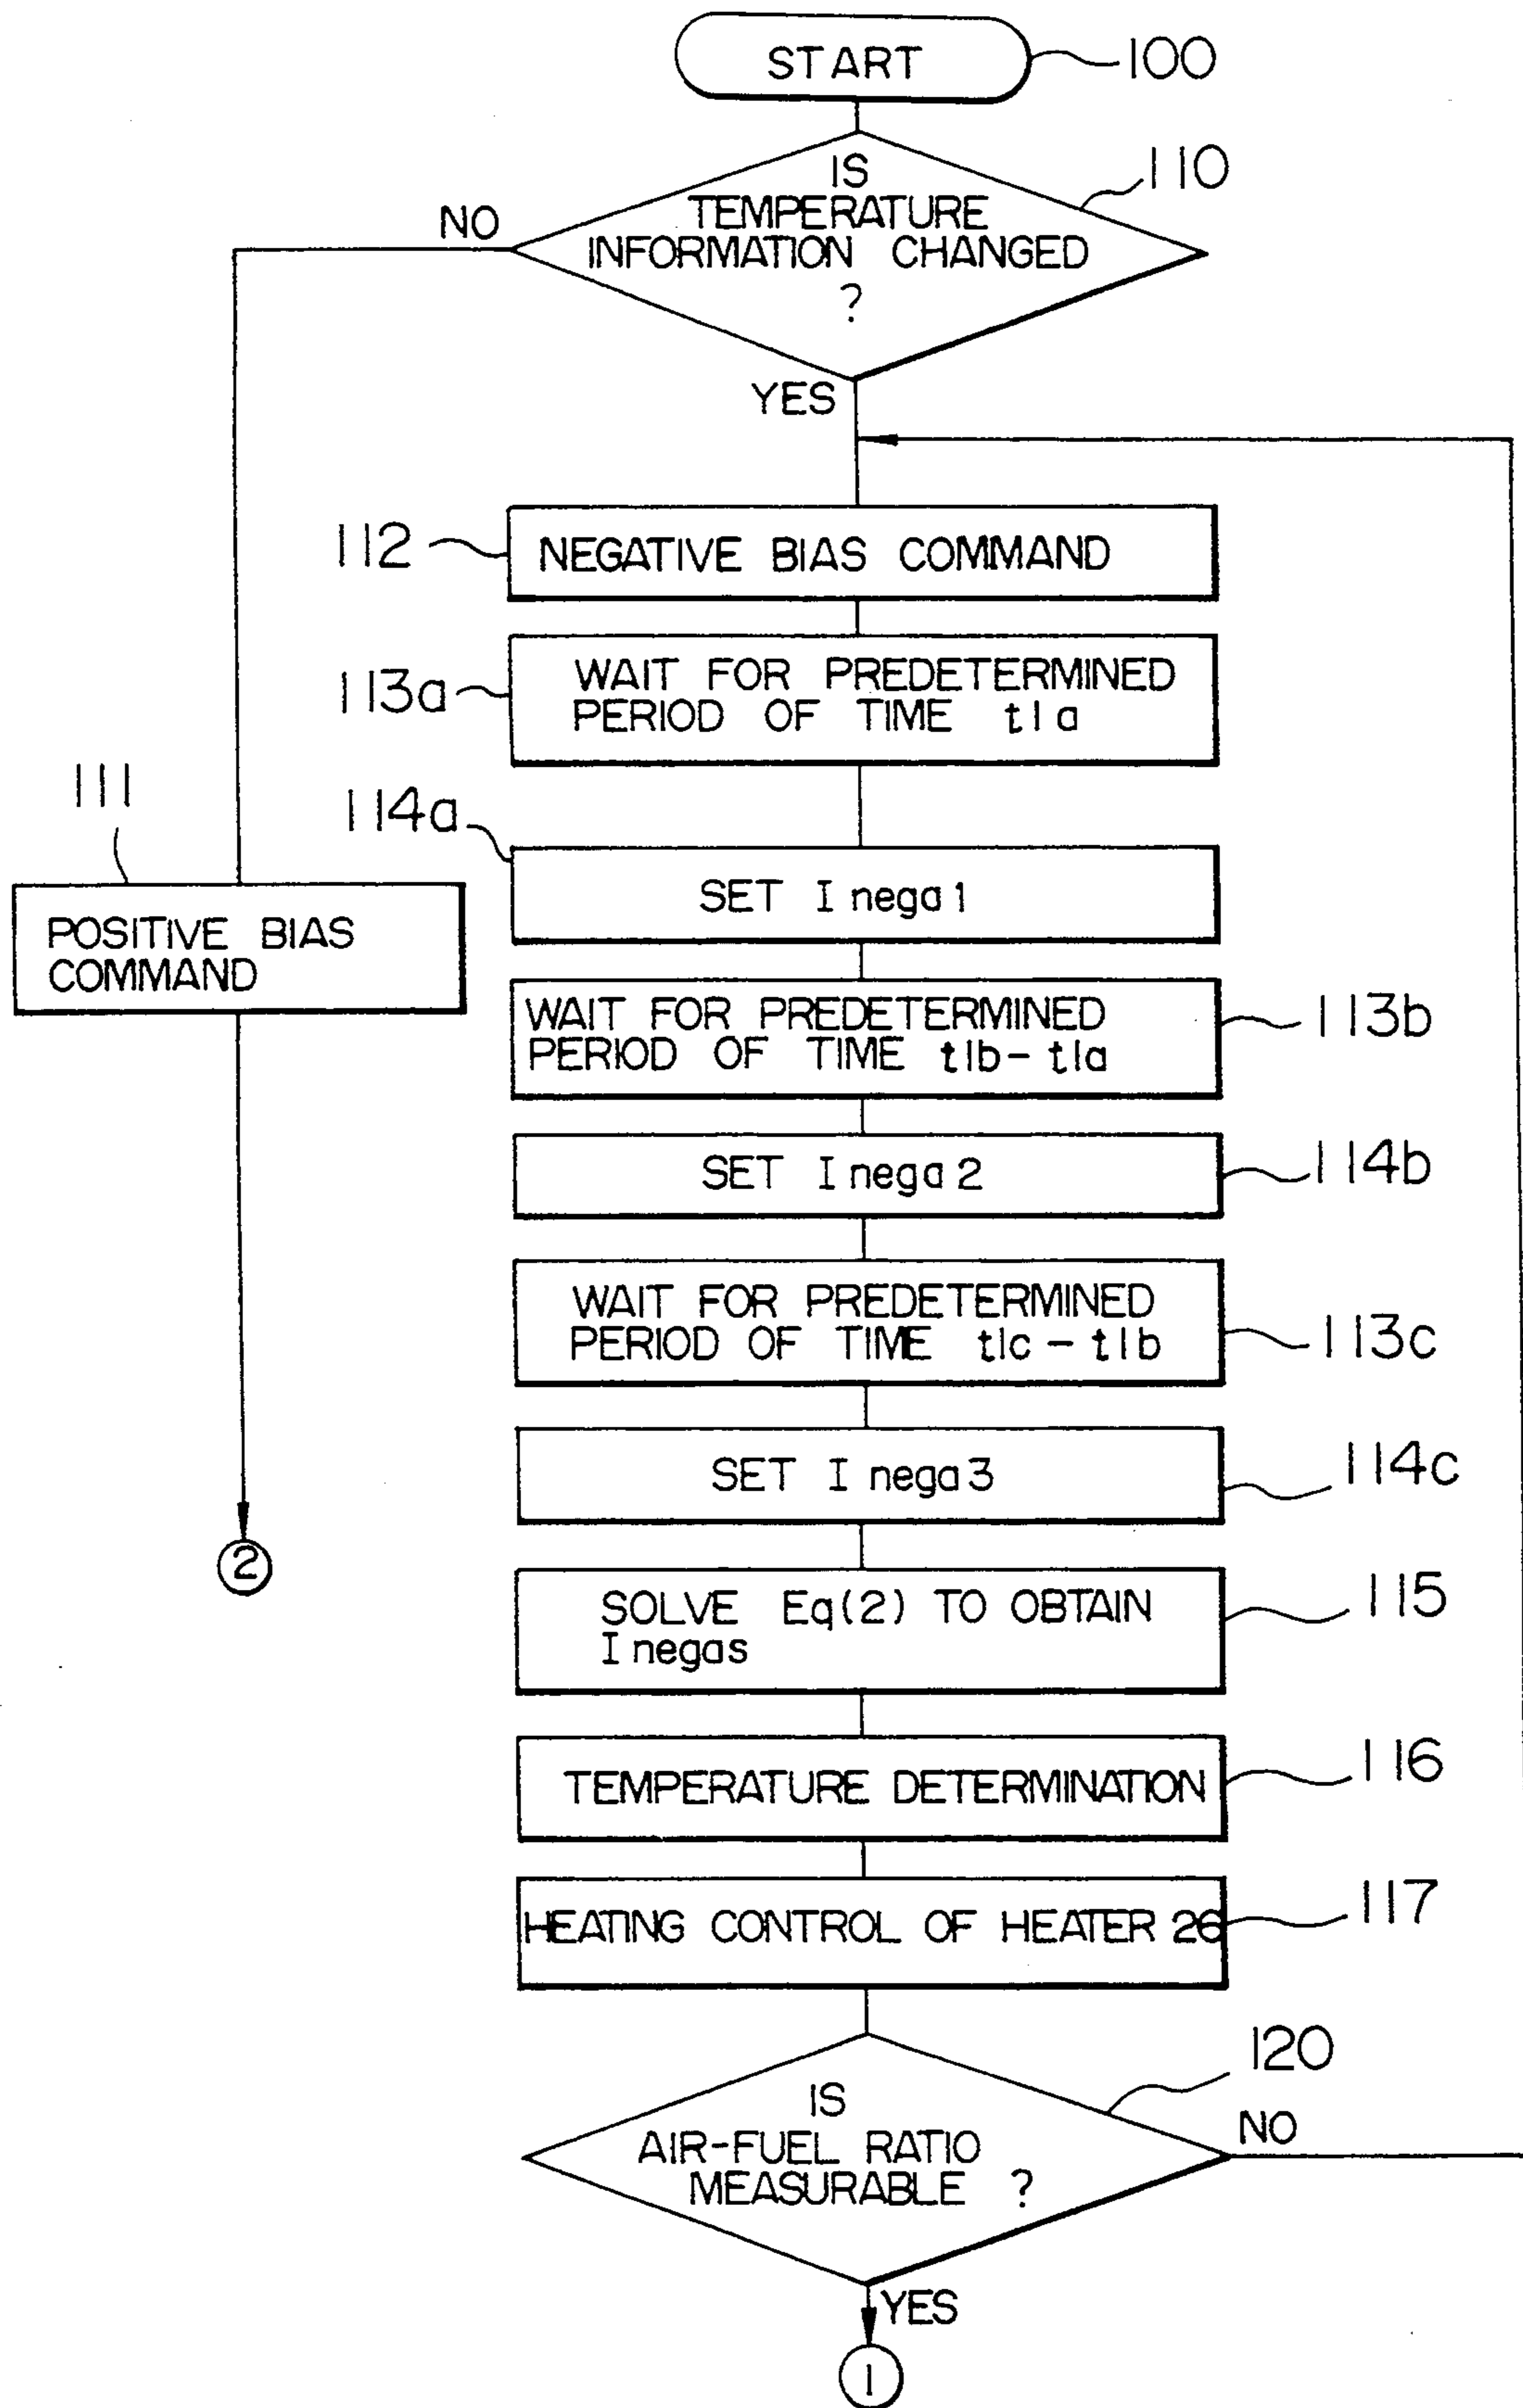 START
100
IS
TEMPERATURE
INFORMATION CHANGED
?
110
NO
YES
112
NEGATIVE BIAS COMMAND
113a
WAIT FOR PREDETERMINED
PERIOD OF TIME t1a
111
POSITIVE BIAS
COMMAND
114a
SET I nega1
WAIT FOR PREDETERMINED
PERIOD OF TIME t1b - t1a
113b
SET I nega2
114b
WAIT FOR PREDETERMINED
PERIOD OF TIME t1c - t1b
113c
SET I nega3
114c
2
SOLVE Eq(2) TO OBTAIN
I negas
115
TEMPERATURE DETERMINATION
116
HEATING CONTROL OF HEATER 26
117
IS
AIR-FUEL RATIO
MEASURABLE ?
120
NO
YES
1